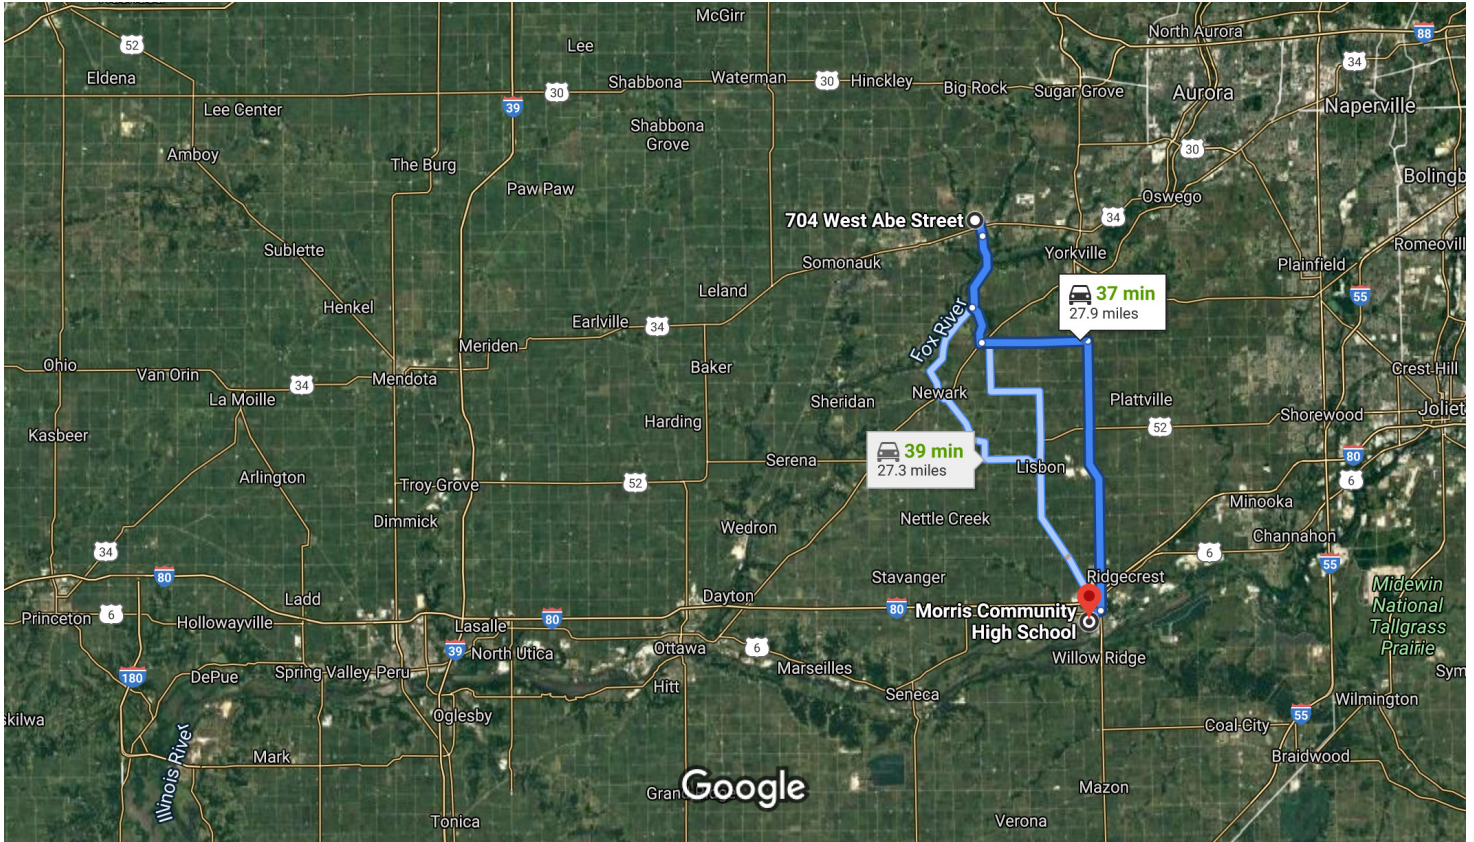 McGirr
52
Lee
North Aurora
88
34
Eldena
Shabbona
Waterman
30
Hinckley
Big Rock
Sugar Grove
Aurora
Naperville
30
39
Lee Center
Shabbona
Grove
30
Amboy
The Burg
Paw Paw
Bolingb
Oswego
704 West Abe Street
34
Sublette
Somonauk
Yorkville
Plainfield
Romeovill
Henkel
Leland
37 min
27.9 miles
55
Earlville
34
Fox River
Meriden
Ohio
Van Orin
34
Mendota
Baker
Crest Hill
La Moille
Sheridan
Newark
Plattville
Shorewood
Joliet
Kasbeer
Harding
52
39 min
27.3 miles
80
Serena
Lisbon
6
Arlington
Troy Grove
52
Minooka
Dimmick
Wedron
Nettle Creek
Channahon
34
6
55
80
Stavanger
Ridgecrest
Midewin
National
Tallgrass
Prairie
Ladd
Dayton
80
Morris Community
High School
Princeton
6
Hollowayville
80
Lasalle
39
North Utica
Ottawa
6
Willow Ridge
180
DePue
Spring Valley
Peru
Marseilles
Sym
Hitt
Seneca
Wilmington
skilwa
Oglesby
Coal City
55
Illinois River
Mark
Braidwood
Google
Mazon
Tonica
Verona